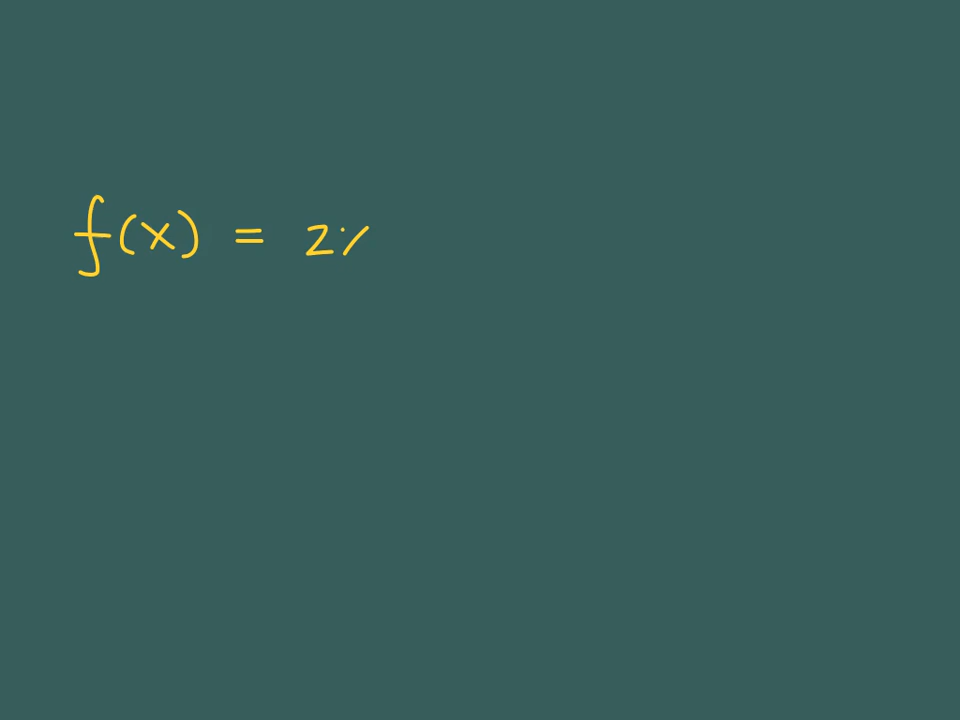 f(x) = 2